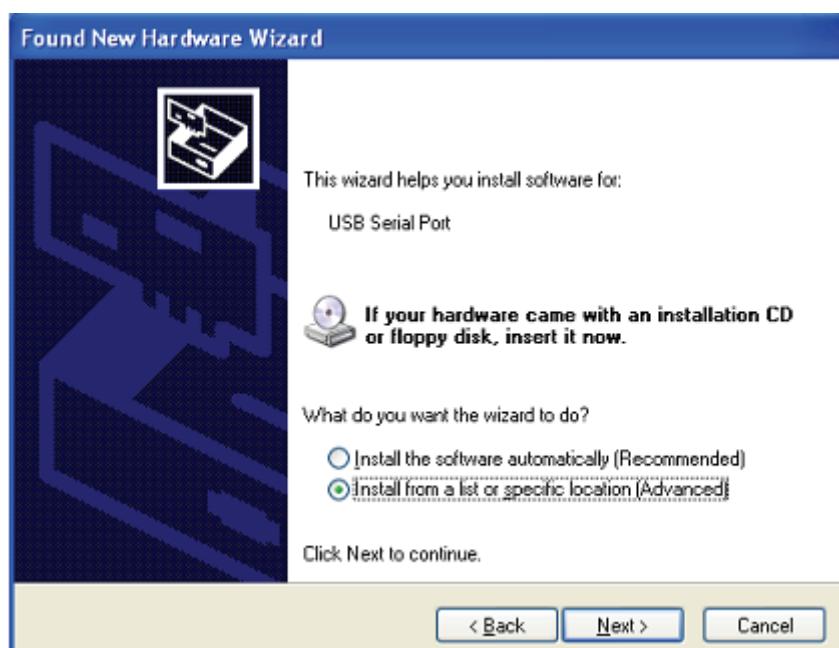 Found New Hardware Wizard
This wizard helps you install software for:
USB Serial Port
If your hardware came with an installation CD
or floppy disk, insert it now.
What do you want the wizard to do?
Install the software automatically (Recommended)
Install from a list or specific location (Advanced)
Click Next to continue.
< Back
Next >
Cancel